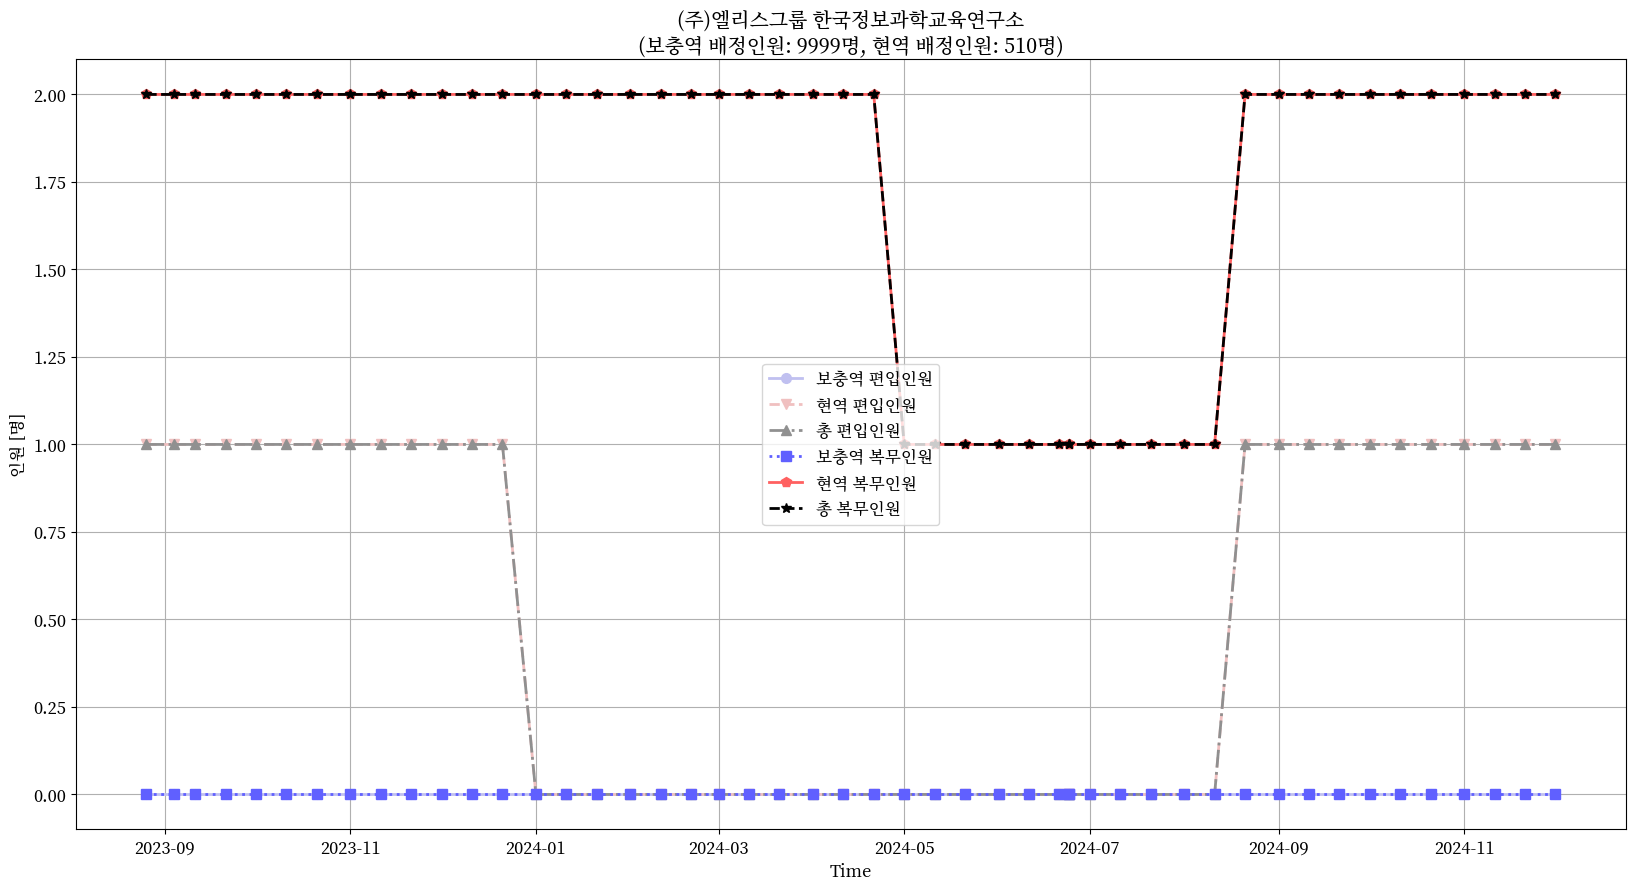 (주)엘리스그룹 한국정보과학교육연구소
(보충역 배정인원: 9999명, 현역 배정인원: 510명)
인원 [명]
2.00
1.75
1.50
1.25
1.00
0.75
0.50
0.25
0.00
보충역 편입인원
현역 편입인원
총 편입인원
보충역 복무인원
현역 복무인원
총 복무인원
2023-09
2023-11
2024-01
2024-03
2024-05
2024-07
2024-09
2024-11
Time